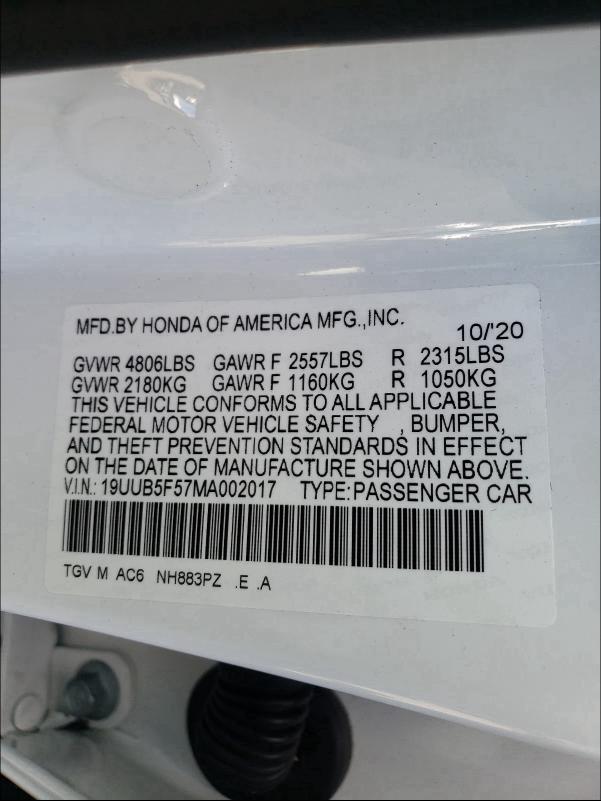 MFD.BY HONDA OF AMERICA MFG.,INC. 10/'20
GVWR 4806LBS GAWR F 2557LBS R 2315LBS
GVWR 2180KG GAWR F 1160KG R 1050KG
THIS VEHICLE CONFORMS TO ALL APPLICABLE
FEDERAL MOTOR VEHICLE SAFETY , BUMPER,
AND THEFT PREVENTION STANDARDS IN EFFECT
ON THE DATE OF MANUFACTURE SHOWN ABOVE.
V.I.N.: 19UUB5F57MA002017 TYPE:PASSENGER CAR
TGV M AC6 NH883PZ .E .A